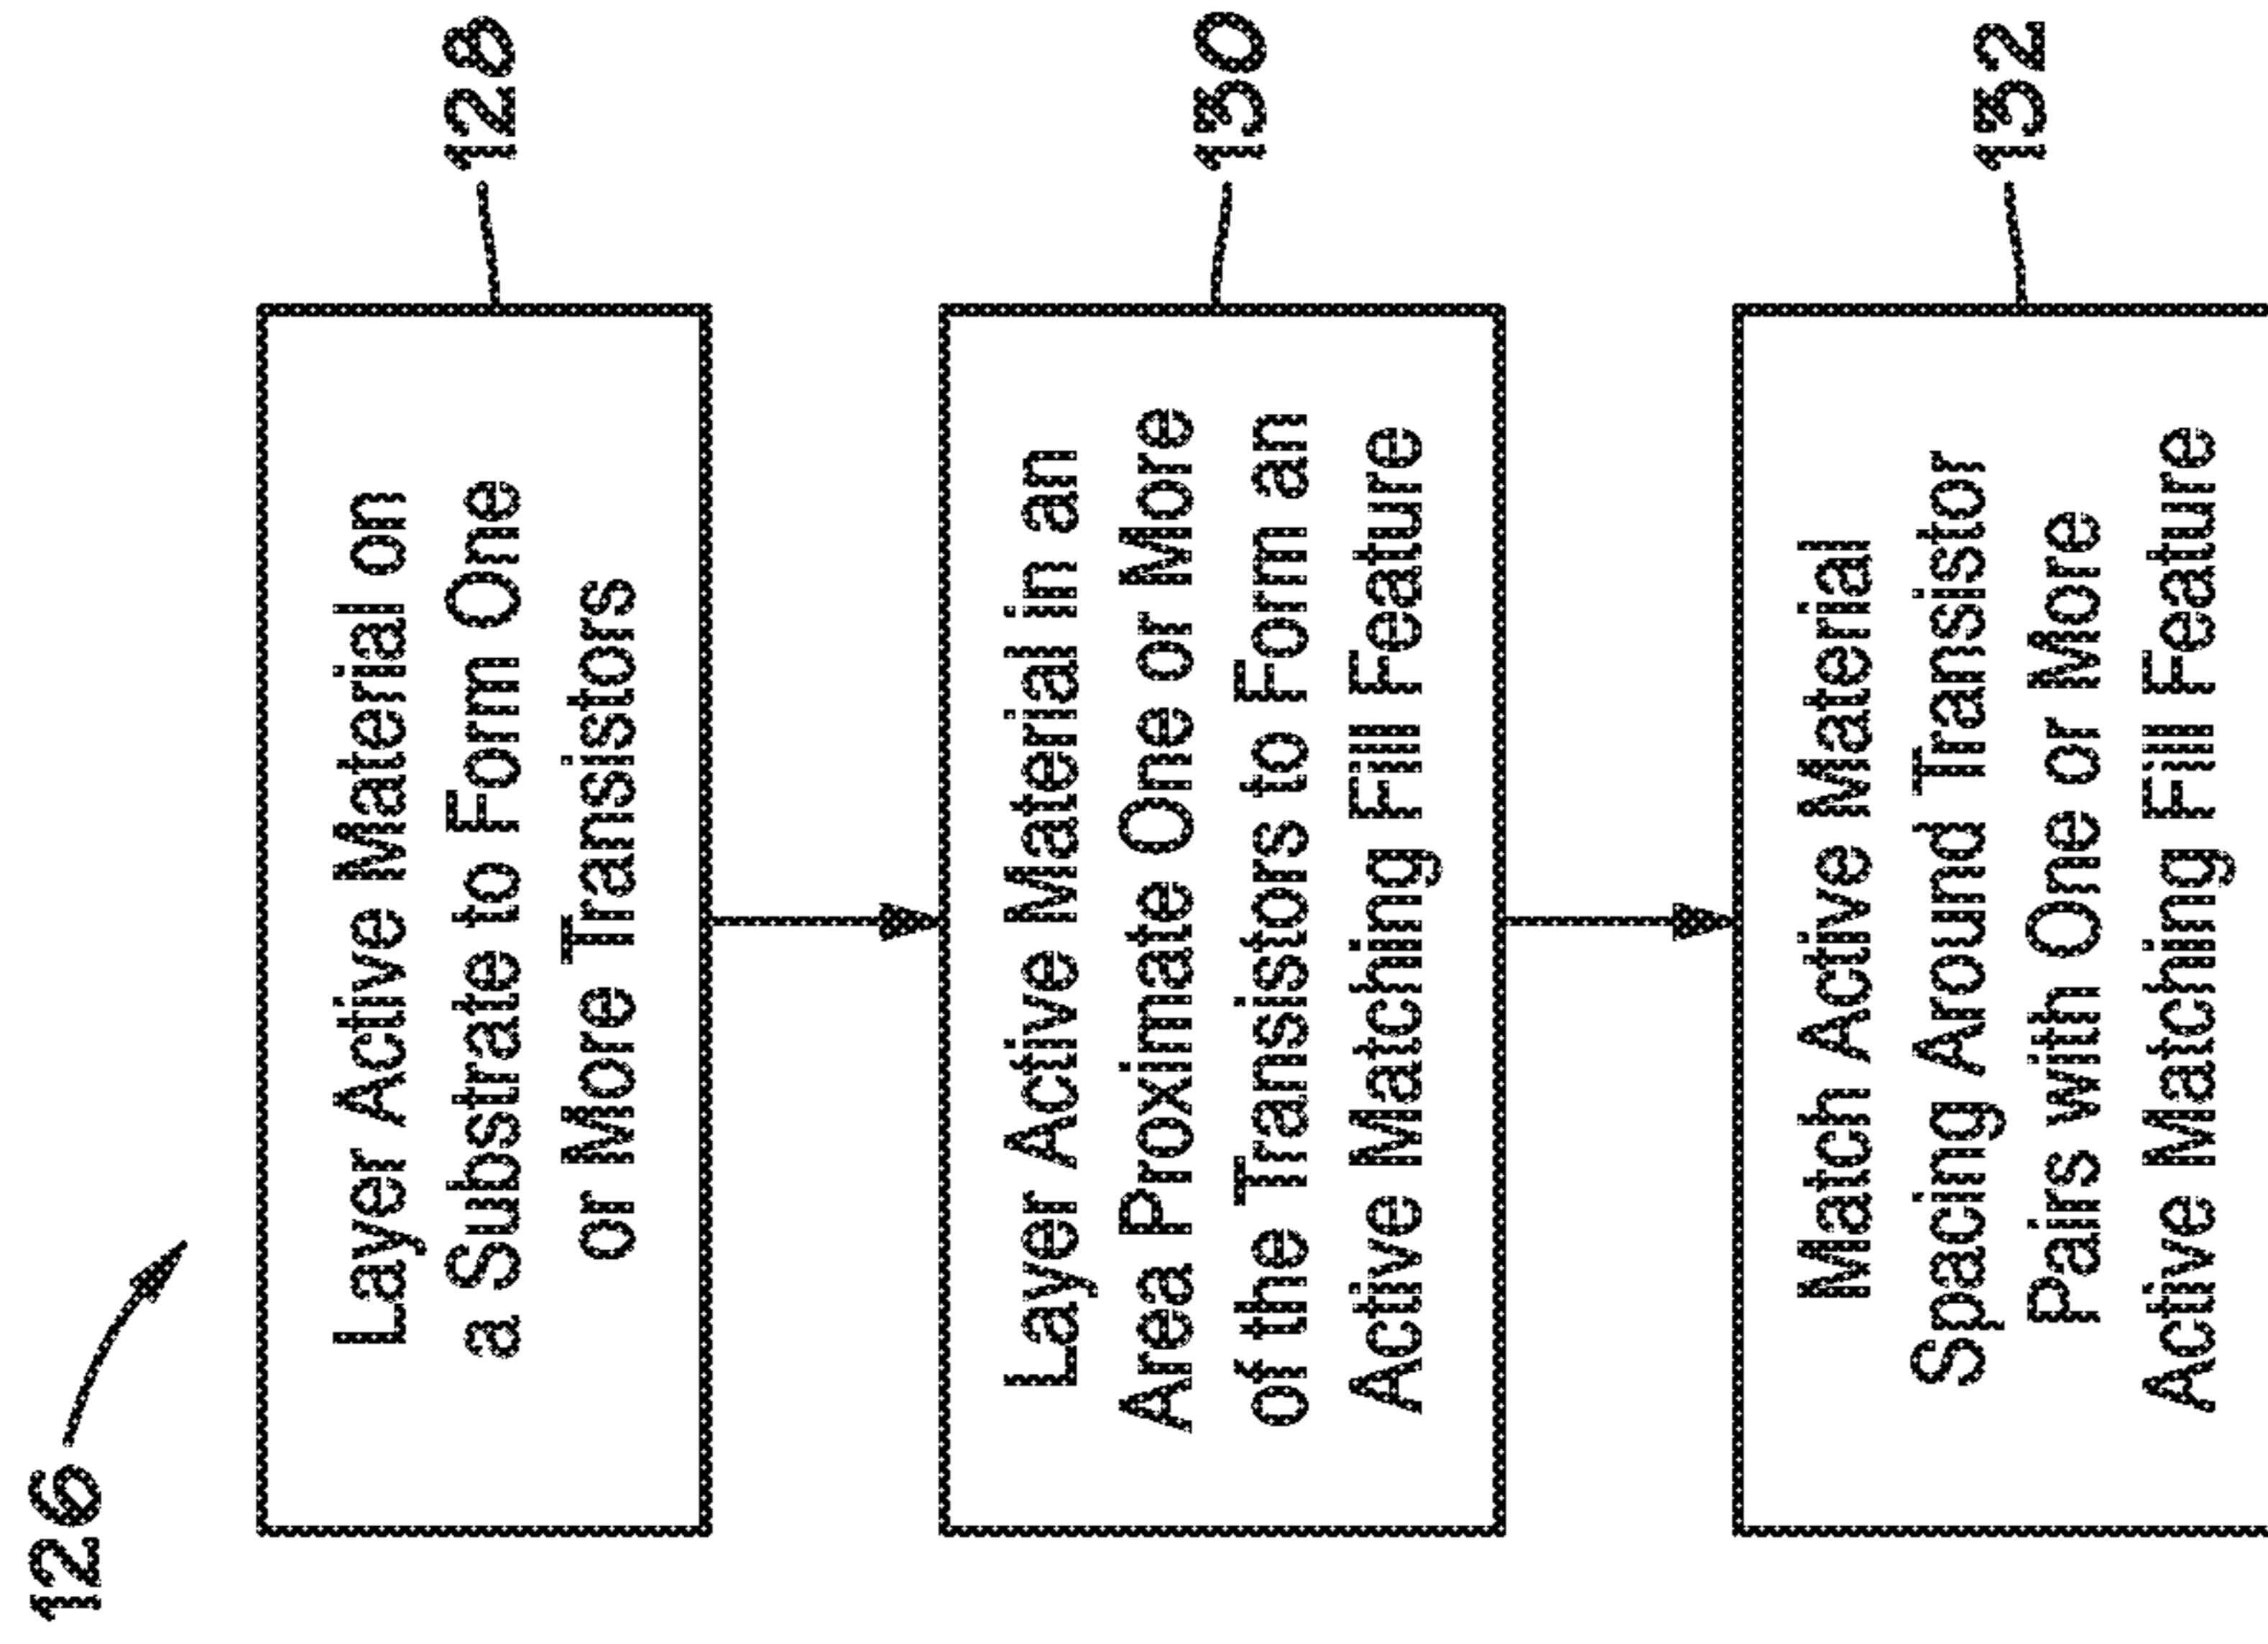 126
128
Layer Active Material on
a Substrate to Form One
or More Transistors
130
Layer Active Material in an
Area Proximate One or More
of the Transistors to Form an
Active Matching Fill Feature
132
Match Active Material
Spacing Around Transistor
Pairs with One or More
Active Matching Fill Feature